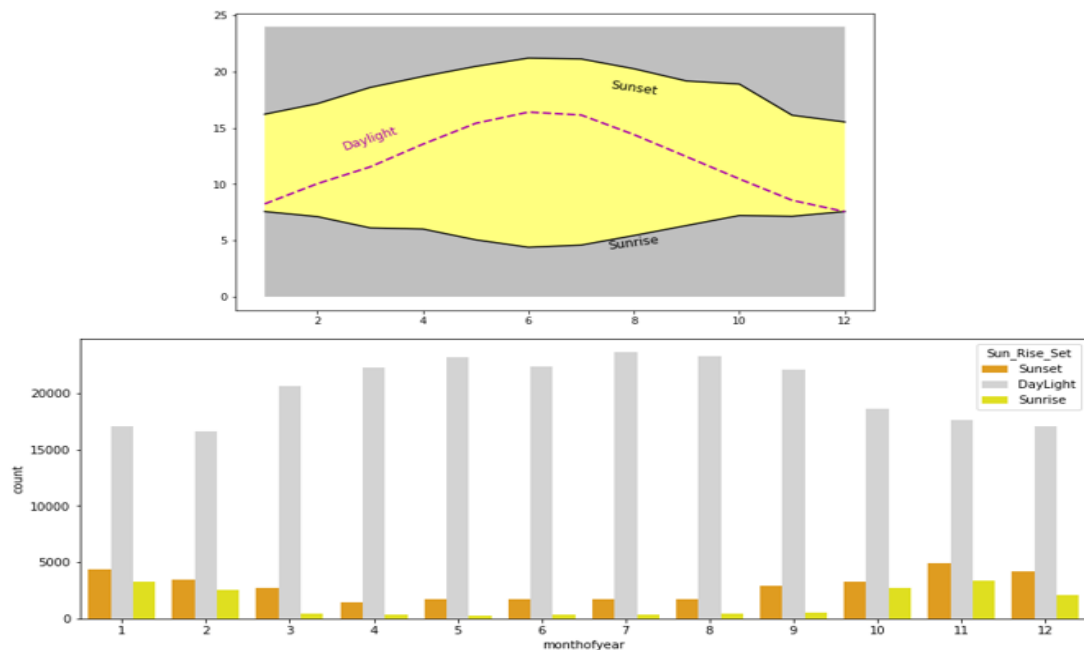 25
20
15
10
5
0
Sunset
Daylight
Sunrise
2 4 6 8 10 12
20000
15000
10000
5000
0
count
Sun_Rise_Set
Sunset
DayLight
Sunrise
1 2 3 4 5 6 7 8 9 10 11 12
monthofyear